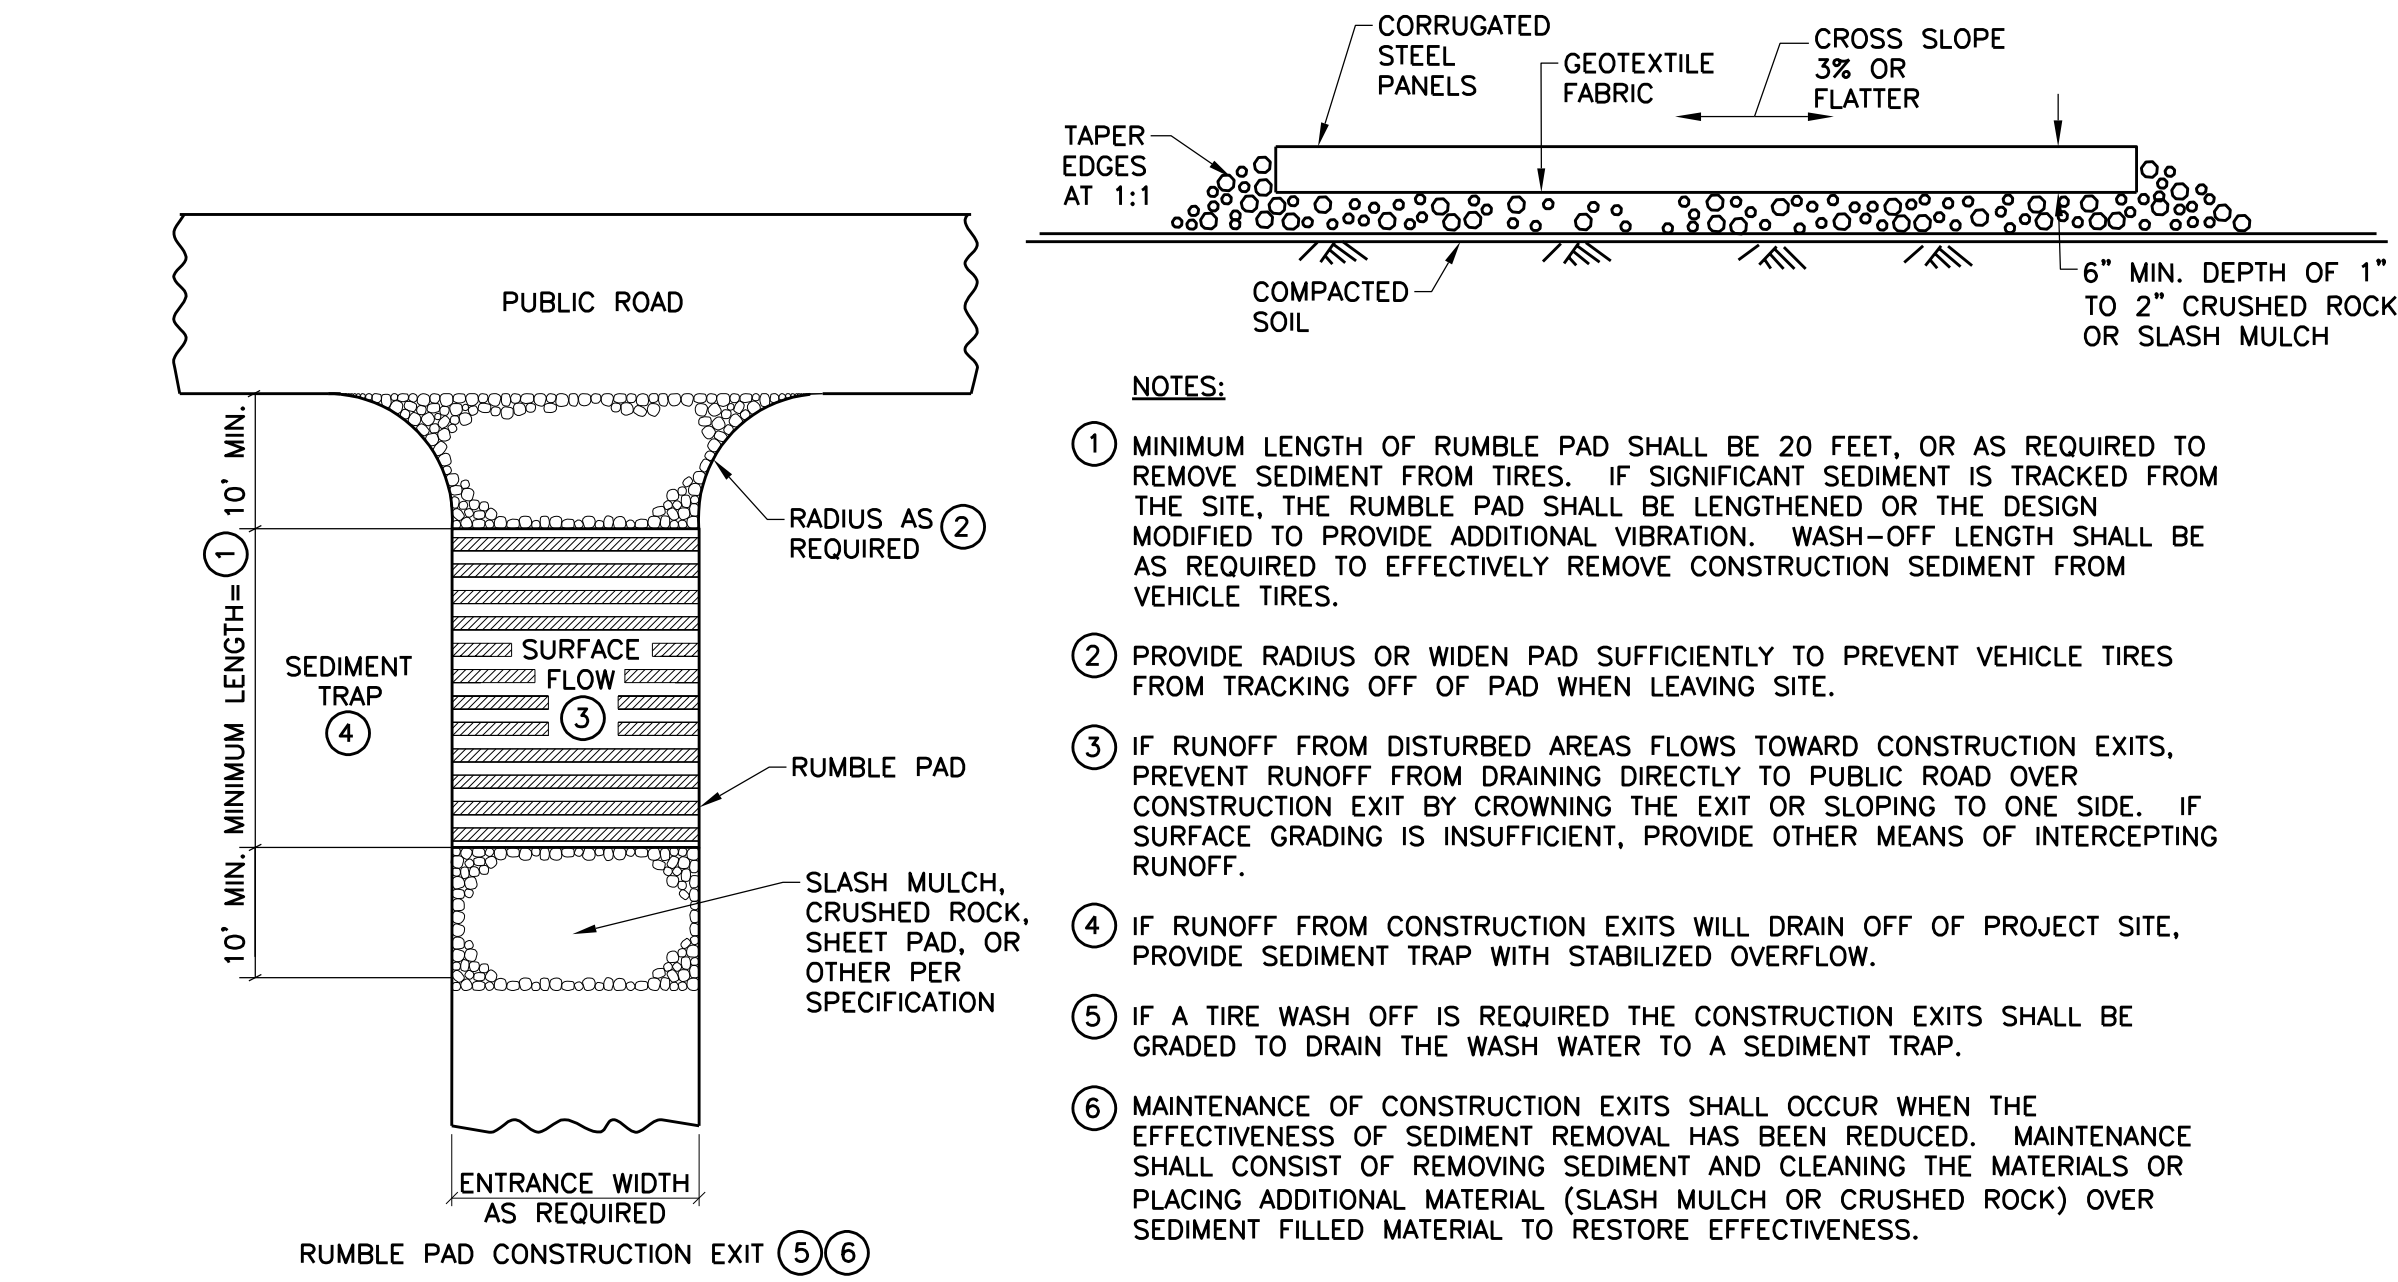 CORRUGATED
STEEL
PANELS
GEOTEXTILE
FABRIC
CROSS SLOPE
3% OR
FLATTER
TAPER
EDGES
AT 1:1
COMPACTED
SOIL
6" MIN. DEPTH OF 1"
TO 2" CRUSHED ROCK
OR SLASH MULCH
PUBLIC ROAD
10' MIN.
MINIMUM LENGTH= 1
10' MIN.
RADIUS AS 2
REQUIRED
SEDIMENT
TRAP
4
SURFACE
FLOW
3
RUMBLE PAD
SLASH MULCH,
CRUSHED ROCK,
SHEET PAD, OR
OTHER PER
SPECIFICATION
ENTRANCE WIDTH
AS REQUIRED
RUMBLE PAD CONSTRUCTION EXIT 5 6
NOTES:
1 MINIMUM LENGTH OF RUMBLE PAD SHALL BE 20 FEET, OR AS REQUIRED TO
REMOVE SEDIMENT FROM TIRES. IF SIGNIFICANT SEDIMENT IS TRACKED FROM
THE SITE, THE RUMBLE PAD SHALL BE LENGTHENED OR THE DESIGN
MODIFIED TO PROVIDE ADDITIONAL VIBRATION. WASH-OFF LENGTH SHALL BE
AS REQUIRED TO EFFECTIVELY REMOVE CONSTRUCTION SEDIMENT FROM
VEHICLE TIRES.
2 PROVIDE RADIUS OR WIDEN PAD SUFFICIENTLY TO PREVENT VEHICLE TIRES
FROM TRACKING OFF OF PAD WHEN LEAVING SITE.
3 IF RUNOFF FROM DISTURBED AREAS FLOWS TOWARD CONSTRUCTION EXITS,
PREVENT RUNOFF FROM DRAINING DIRECTLY TO PUBLIC ROAD OVER
CONSTRUCTION EXIT BY CROWNING THE EXIT OR SLOPING TO ONE SIDE. IF
SURFACE GRADING IS INSUFFICIENT, PROVIDE OTHER MEANS OF INTERCEPTING
RUNOFF.
4 IF RUNOFF FROM CONSTRUCTION EXITS WILL DRAIN OFF OF PROJECT SITE,
PROVIDE SEDIMENT TRAP WITH STABILIZED OVERFLOW.
5 IF A TIRE WASH OFF IS REQUIRED THE CONSTRUCTION EXITS SHALL BE
GRADED TO DRAIN THE WASH WATER TO A SEDIMENT TRAP.
6 MAINTENANCE OF CONSTRUCTION EXITS SHALL OCCUR WHEN THE
EFFECTIVENESS OF SEDIMENT REMOVAL HAS BEEN REDUCED. MAINTENANCE
SHALL CONSIST OF REMOVING SEDIMENT AND CLEANING THE MATERIALS OR
PLACING ADDITIONAL MATERIAL (SLASH MULCH OR CRUSHED ROCK) OVER
SEDIMENT FILLED MATERIAL TO RESTORE EFFECTIVENESS.